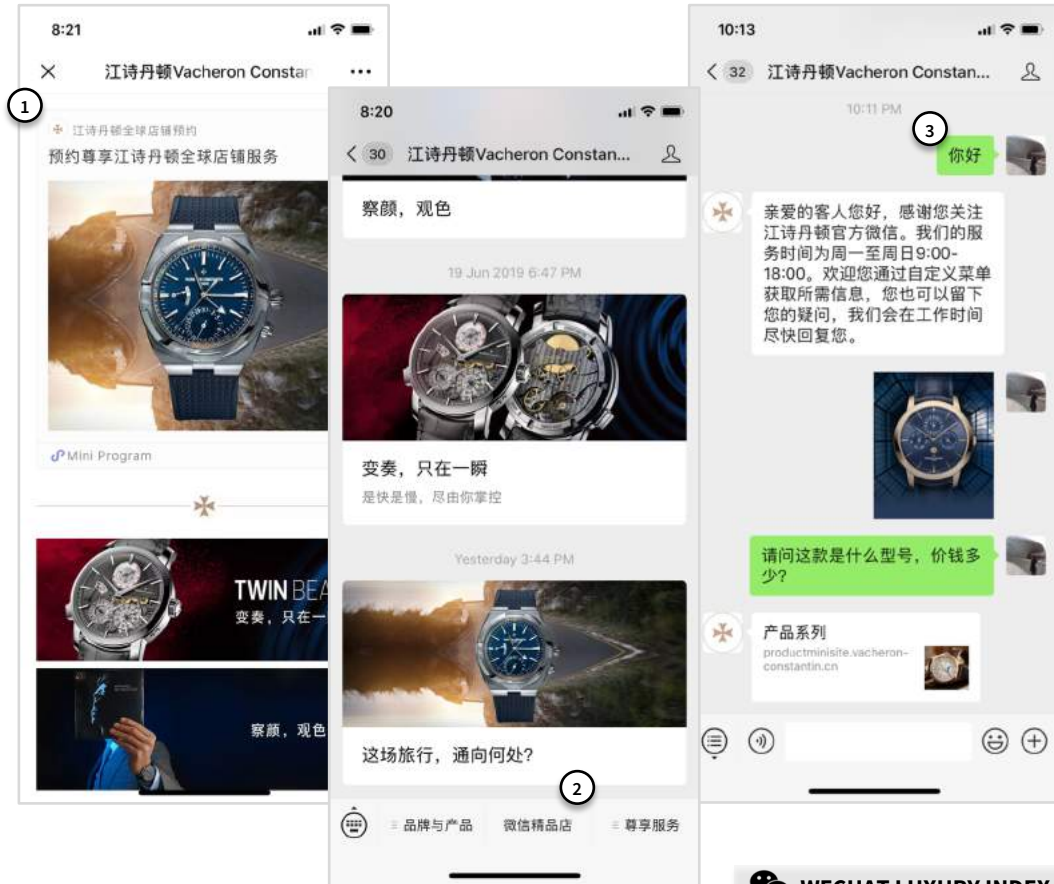 8:21
江诗丹顿Vacheron Constan
1
江诗丹顿全球店铺预约
预约尊享江诗丹顿全球店铺服务
Mini Program
TWIN BEA
变奏，只在一
察颜，观色
8:20
30 江诗丹顿Vacheron Constan...
察颜，观色
19 Jun 2019 6:47 PM
变奏，只在一瞬
是快是慢，尽由你掌控
Yesterday 3:44 PM
这场旅行，通向何处?
2
品牌与产品 微信精品店 尊享服务
10:13
32 江诗丹顿Vacheron Constan...
10:11 PM
3
你好
亲爱的客人您好，感谢您关注
江诗丹顿官方微信。我们的服
务时间为周一至周日9:00-
18:00。欢迎您通过自定义菜单
获取所需信息，您也可以留下
您的疑问，我们会在工作时间
尽快回复您。
请问这款是什么型号，价钱多
少?
产品系列
productminisite.vacheron-
constantin.cn
WECHAT LUXURY INDEX